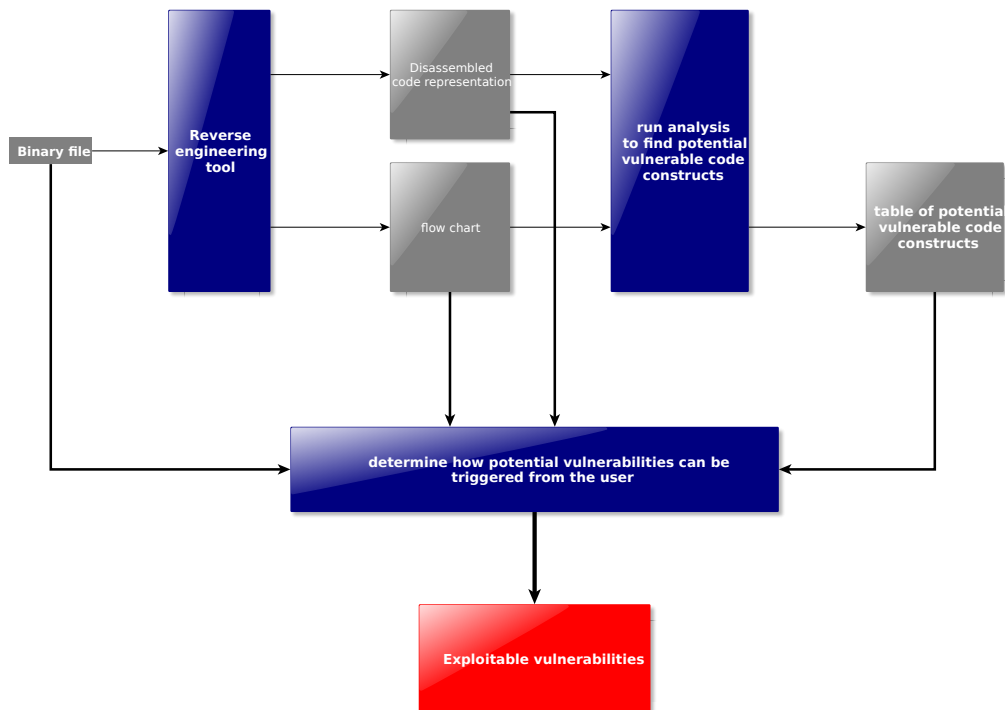 Binary file
Reverse
engineering
tool
Disassembled
code representation
flow chart
run analysis
to find potential
vulnerable code
constructs
table of potential
vulnerable code
constructs
determine how potential vulnerabilities can be
triggered from the user
Exploitable vulnerabilities